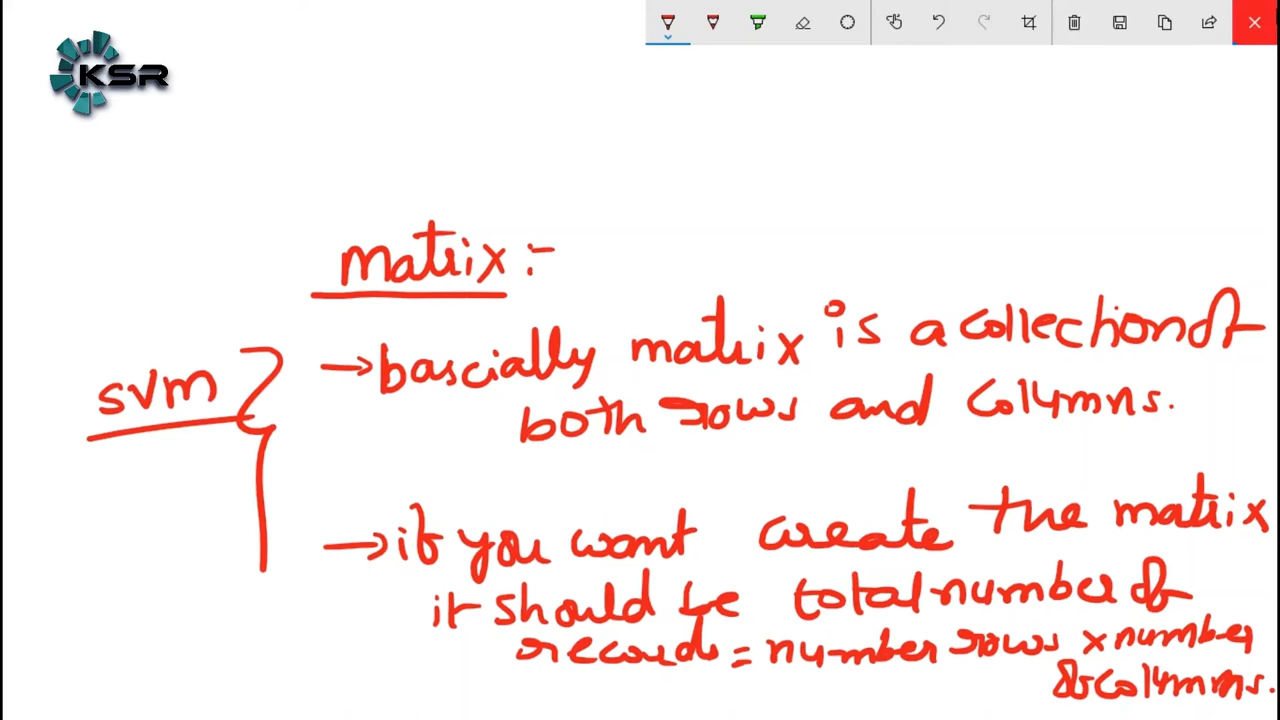 KSR
matrix :-
svm
→ bascially matrix is a collection of
both rows and columns.
→ if you want create the matrix
it should be total number of
records = number rows × number
of columns.